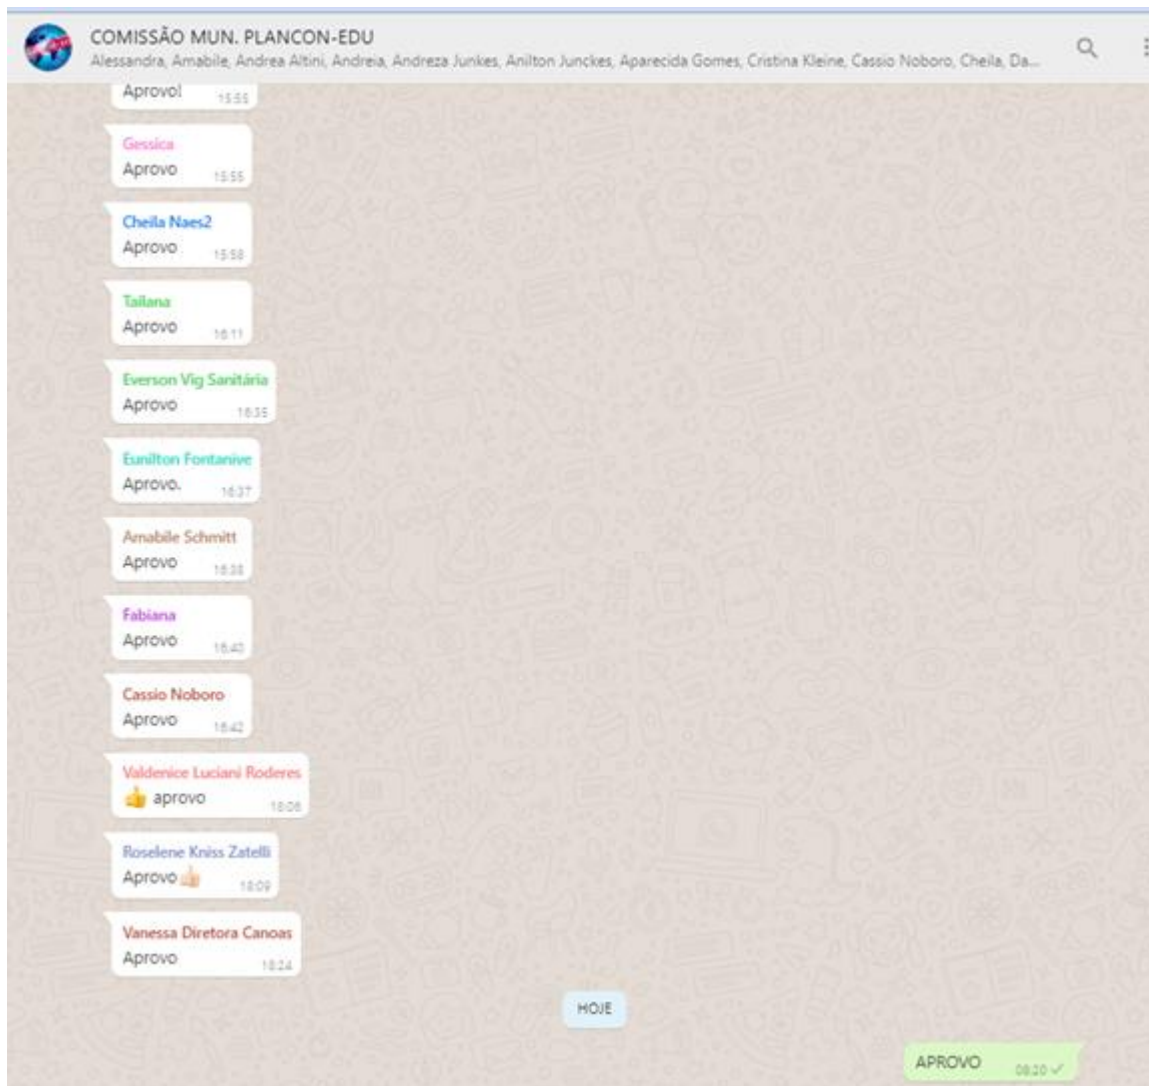 COMISSÃO MUN. PLANCON-EDU
Alessandra, Amabile, Andrea Altini, Andreia, Andreza Junkes, Anilton Junckes, Aparecida Gomes, Cristina Kleine, Cassio Noboro, Cheila, Da...
Aprovo!
15:55
Gessica
Aprovo
15:55
Cheila Naes2
Aprovo
15:58
Tailana
Aprovo
16:11
Everson Vig Sanitária
Aprovo
16:35
Eunilton Fontanive
Aprovo.
16:37
Amabile Schmitt
Aprovo
16:38
Fabiana
Aprovo
16:40
Cassio Noboro
Aprovo
16:42
Valdenice Luciani Roderes
👍 aprovo
18:06
Roselene Kniss Zatelli
Aprovo👍🏻
18:09
Vanessa Diretora Canoas
Aprovo
18:24
HOJE
APROVO
08:20